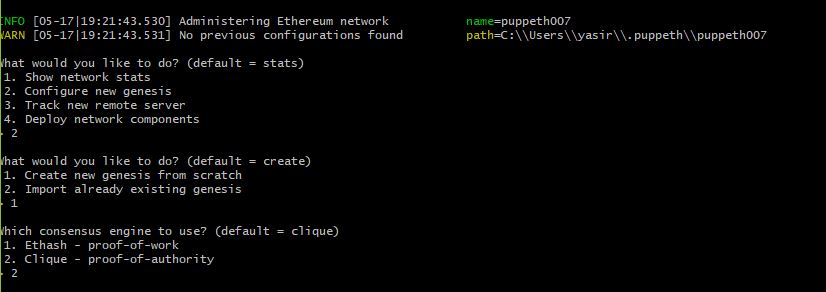 INFO [05-17|19:21:43.530] Administering Ethereum network name=puppeth007
WARN [05-17|19:21:43.531] No previous configurations found path=C:\\Users\\yasir\\.puppeth\\puppeth007
What would you like to do? (default = stats)
1. Show network stats
2. Configure new genesis
3. Track new remote server
4. Deploy network components
> 2
What would you like to do? (default = create)
1. Create new genesis from scratch
2. Import already existing genesis
> 1
Which consensus engine to use? (default = clique)
1. Ethash - proof-of-work
2. Clique - proof-of-authority
> 2